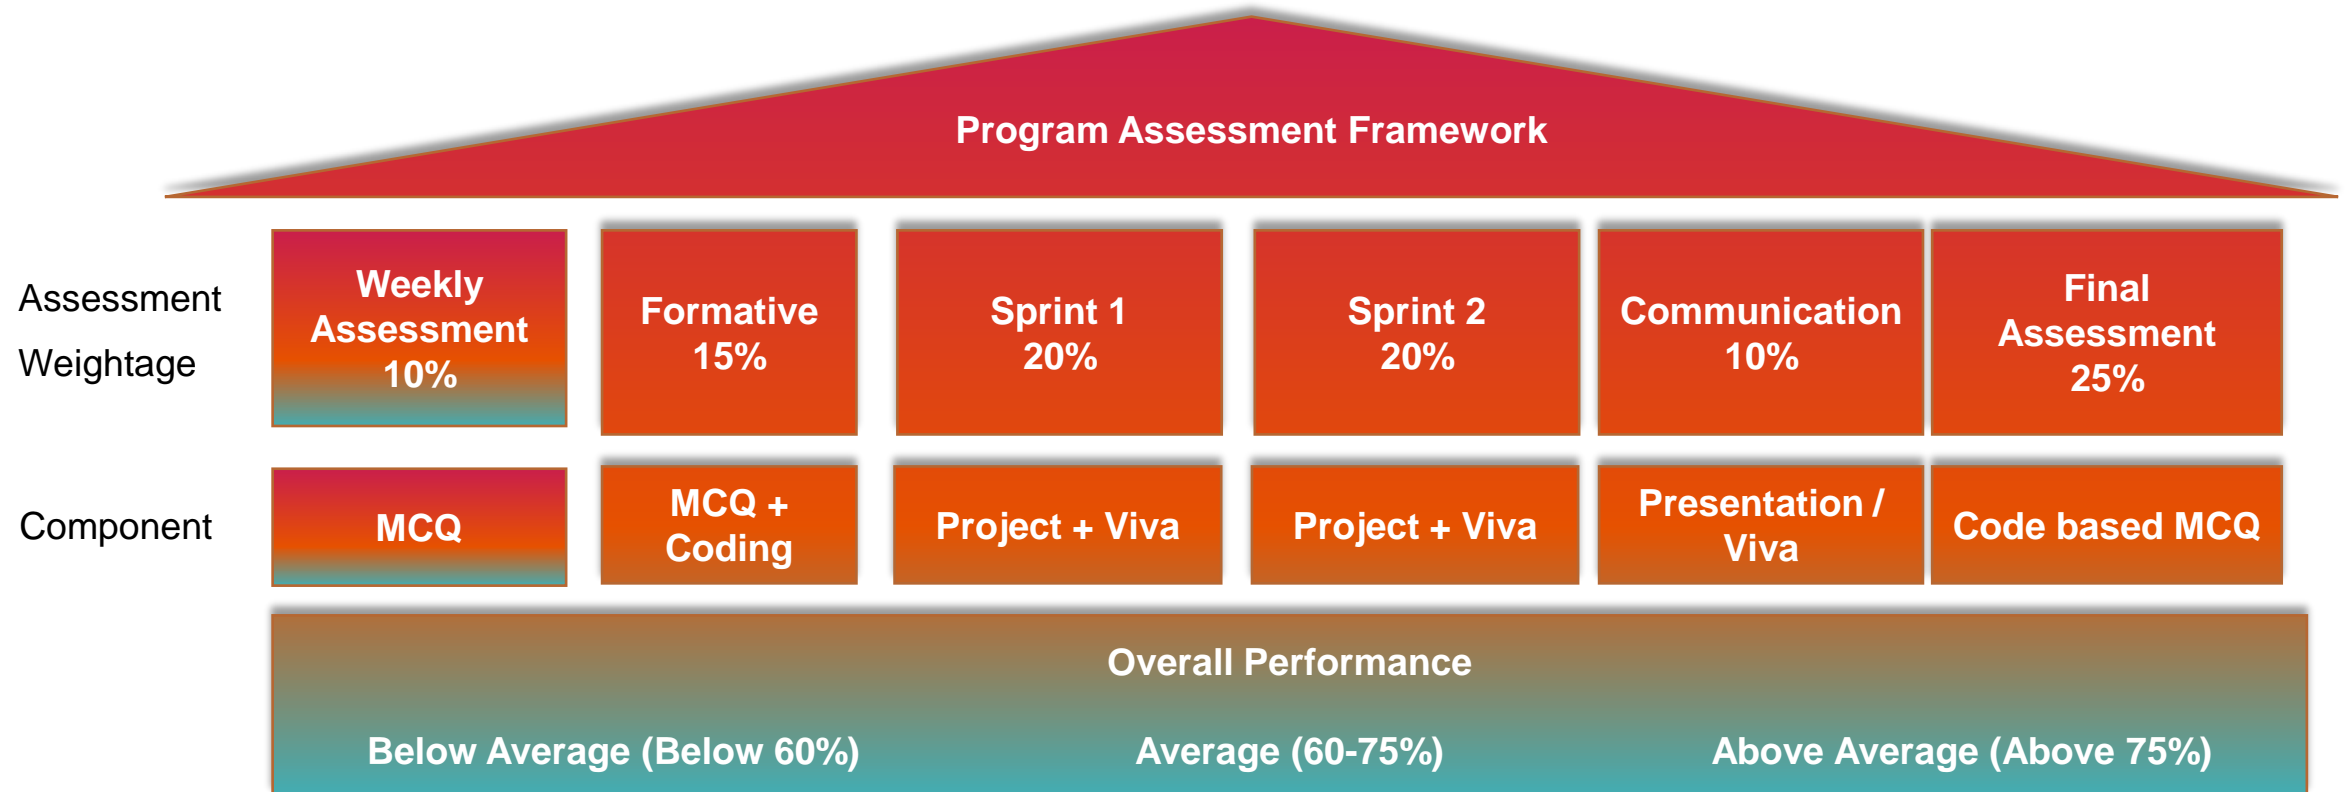 Program Assessment Framework
Assessment
Weightage
Weekly
Assessment
10%
Formative
15%
Sprint 1
20%
Sprint 2
20%
Communication
10%
Final
Assessment
25%
Component
MCQ
MCQ +
Coding
Project + Viva
Project + Viva
Presentation /
Viva
Code based MCQ
Overall Performance
Below Average (Below 60%)
Average (60-75%)
Above Average (Above 75%)